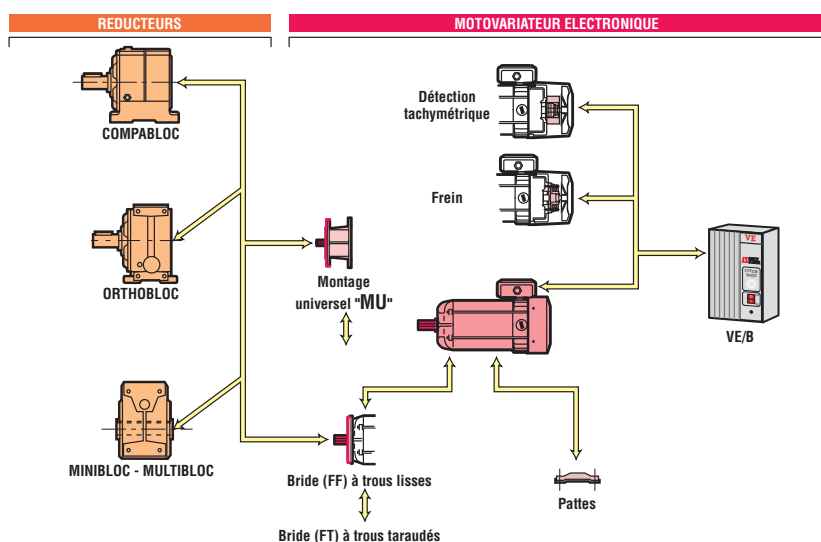 REDUCTEURS
MOTOVARIATEUR ELECTRONIQUE
COMPABLOC
Détection
tachymétrique
Frein
ORTHOBLOC
Montage
universel "MU"
VE
VE/B
MINIBLOC - MULTIBLOC
Bride (FF) à trous lisses
Pattes
Bride (FT) à trous taraudés